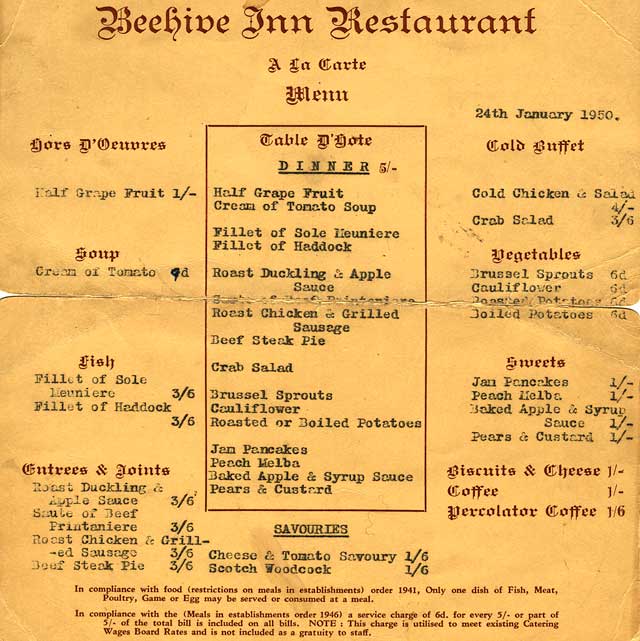 Beehive Inn Restaurant
A La Carte
Menu
24th January 1950.
Hors D'Oeuvres
Half Grape Fruit 1/-
Soup
Cream of Tomato 9d
Fish
Fillet of Sole
Meuniere 3/6
Fillet of Haddock
3/6
Entrees & Joints
Roast Duckling &
Apple Sauce 3/6
Saute of Beef
Printaniere 3/6
Roast Chicken & Grill-
-ed Sausage 3/6
Beef Steak Pie 3/6
Table D'Hote
DINNER 5/-
Half Grape Fruit
Cream of Tomato Soup
Fillet of Sole Meuniere
Fillet of Haddock
Roast Duckling & Apple
Sauce
Saute of Beef Printaniere
Roast Chicken & Grilled
Sausage
Beef Steak Pie
Crab Salad
Brussel Sprouts
Cauliflower
Roasted or Boiled Potatoes
Jam Pancakes
Peach Melba
Baked Apple & Syrup Sauce
Pears & Custard
SAVOURIES
Cheese & Tomato Savoury 1/6
Scotch Woodcock 1/6
Cold Buffet
Cold Chicken & Salad
4/-
Crab Salad 3/6
Vegetables
Brussel Sprouts 6d
Cauliflower 6d
Roasted Potatoes 6d
Boiled Potatoes 6d
Sweets
Jam Pancakes 1/-
Peach Melba 1/-
Baked Apple & Syrup
Sauce 1/-
Pears & Custard 1/-
Biscuits & Cheese 1/-
Coffee 1/-
Percolator Coffee 1/6
In compliance with food (restrictions on meals in establishments) order 1941, Only one dish of Fish, Meat,
Poultry, Game or Egg may be served or consumed at a meal.
In compliance with the (Meals in establishments order 1946) a service charge of 6d. for every 5/- or part of
5/- of the total bill is included on all bills. NOTE : This charge is utilised to meet existing Catering
Wages Board Rates and is not included as a gratuity to staff.